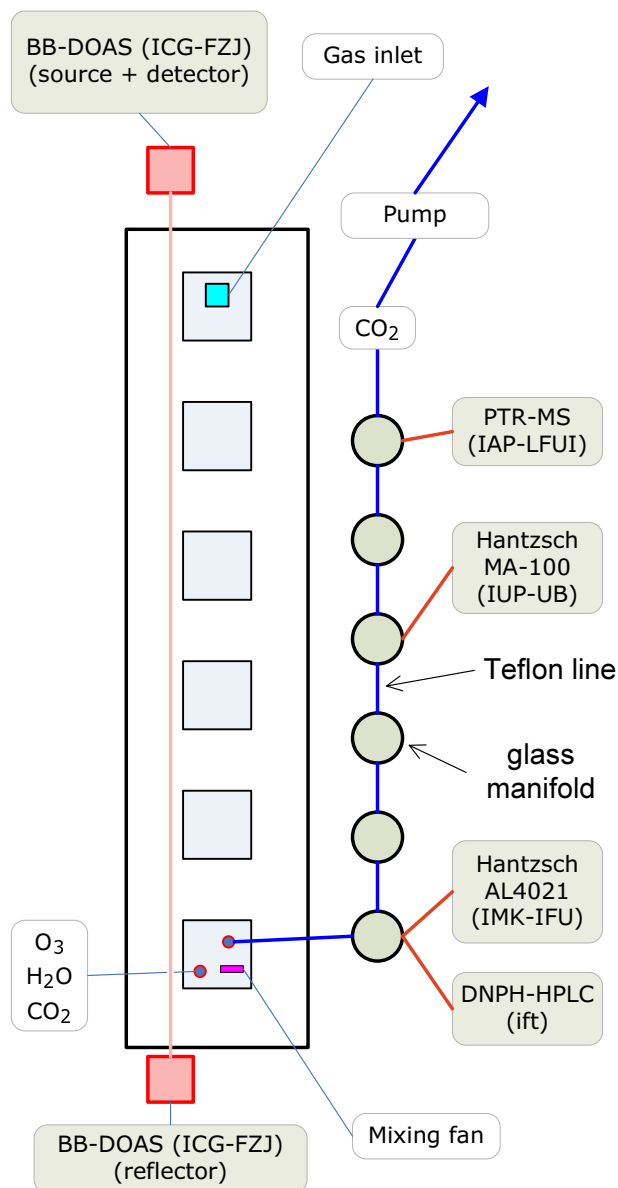 BB-DOAS (ICG-FZJ)
(source + detector)
Gas inlet
Pump
CO₂
PTR-MS
(IAP-LFUI)
Hantzsch
MA-100
(IUP-UB)
Teflon line
glass
manifold
Hantzsch
AL4021
(IMK-IFU)
O₃
H₂O
CO₂
DNPH-HPLC
(ift)
Mixing fan
BB-DOAS (ICG-FZJ)
(reflector)